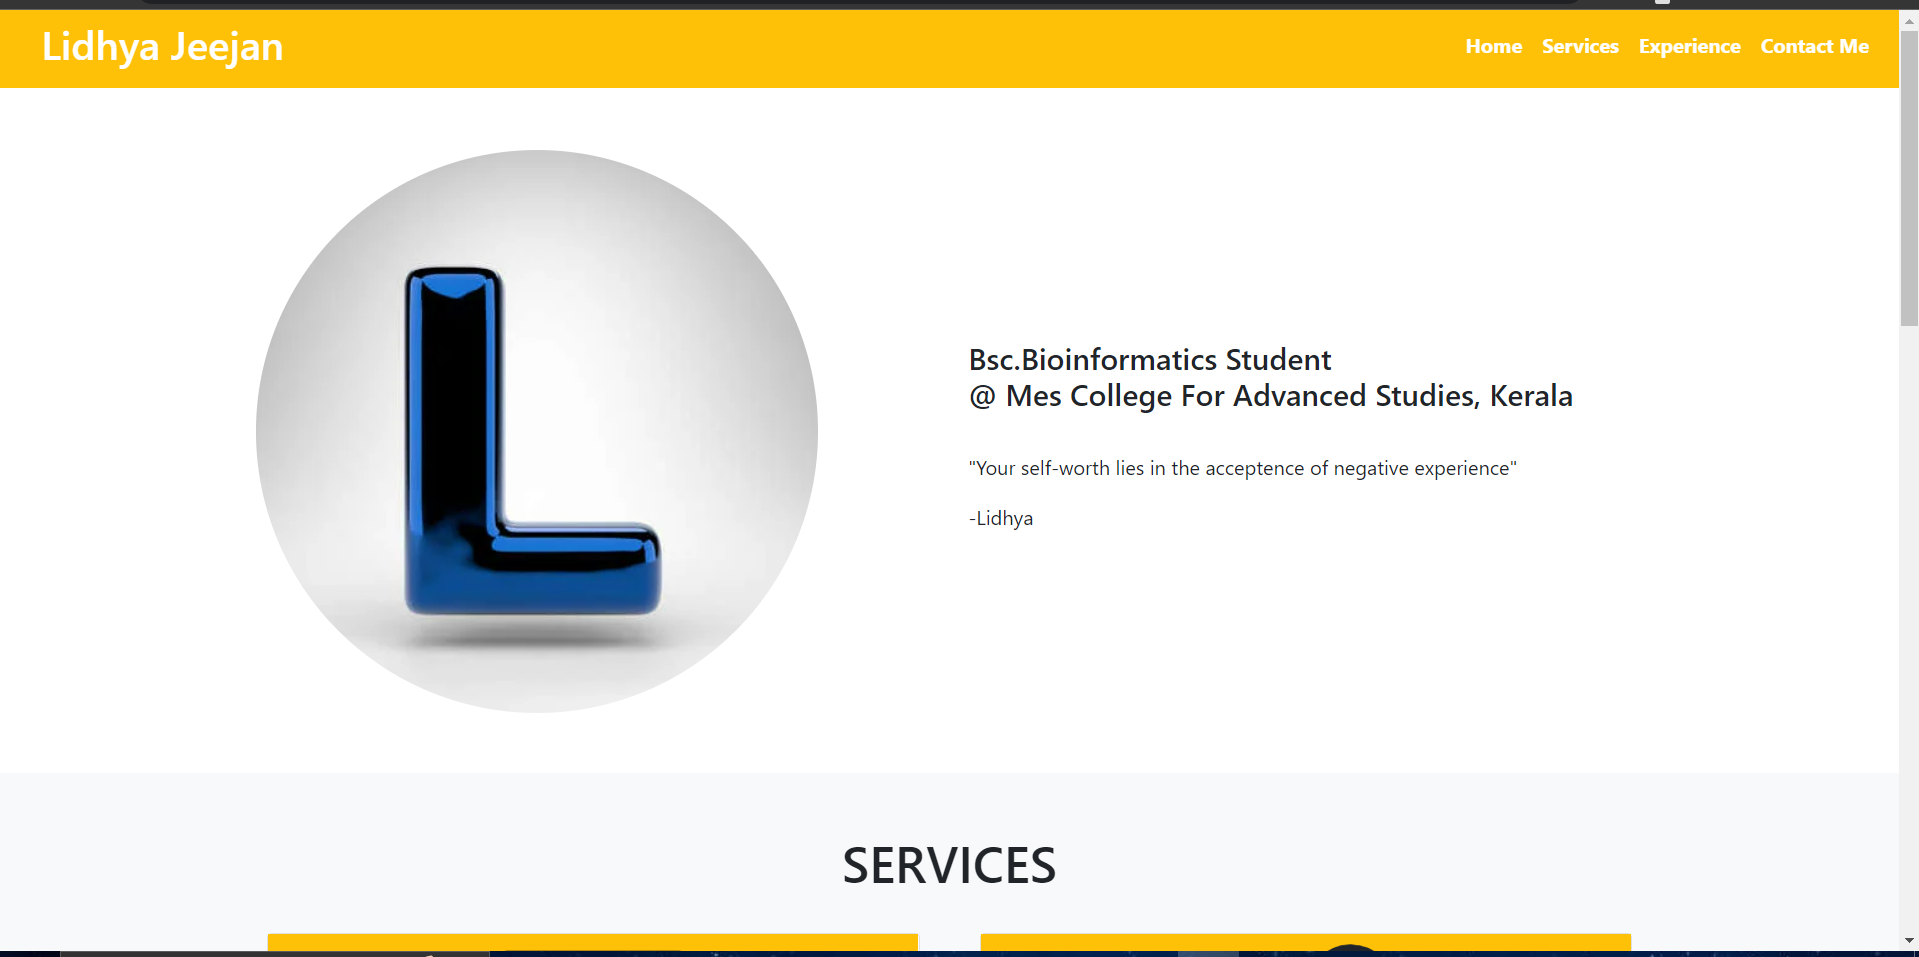 Lidhya Jeejan
Home Services Experience Contact Me
L
Bsc.Bioinformatics Student
@ Mes College For Advanced Studies, Kerala
"Your self-worth lies in the acceptence of negative experience"
-Lidhya
SERVICES